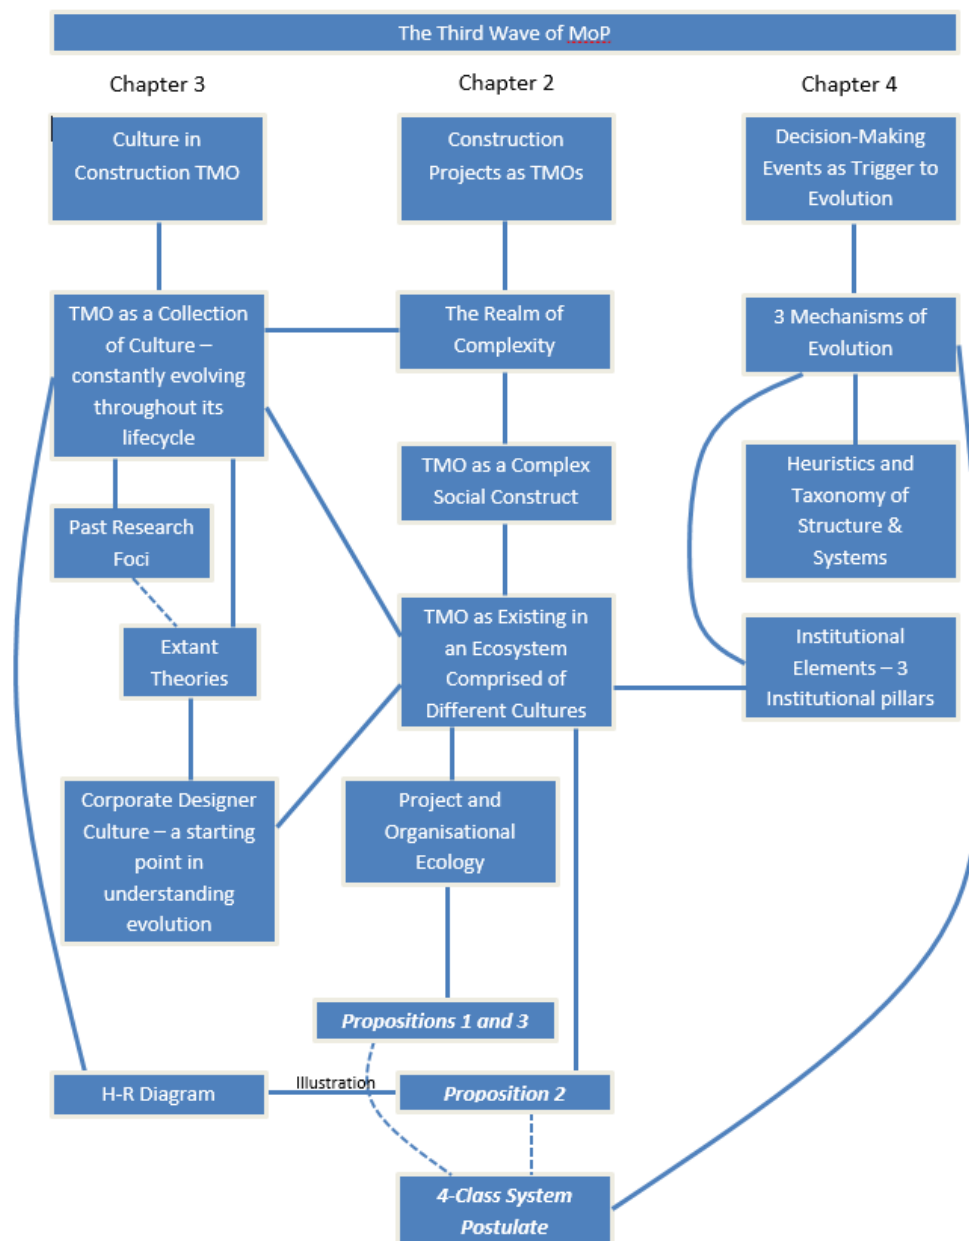 The Third Wave of MoP
Chapter 3
Chapter 2
Chapter 4
Culture in
Construction TMO
Construction
Projects as TMOs
Decision-Making
Events as Trigger to
Evolution
TMO as a Collection
of Culture –
constantly evolving
throughout its
lifecycle
The Realm of
Complexity
3 Mechanisms of
Evolution
TMO as a Complex
Social Construct
Heuristics and
Taxonomy of
Structure &
Systems
Past Research
Foci
TMO as Existing in
an Ecosystem
Comprised of
Different Cultures
Institutional
Elements – 3
Institutional pillars
Extant
Theories
Corporate Designer
Culture – a starting
point in
understanding
evolution
Project and
Organisational
Ecology
Propositions 1 and 3
H-R Diagram
Illustration
Proposition 2
4-Class System
Postulate